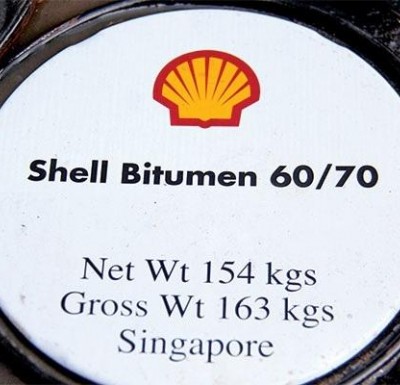 Shell Bitumen 60/70
Net Wt 154 kgs
Gross Wt 163 kgs
Singapore